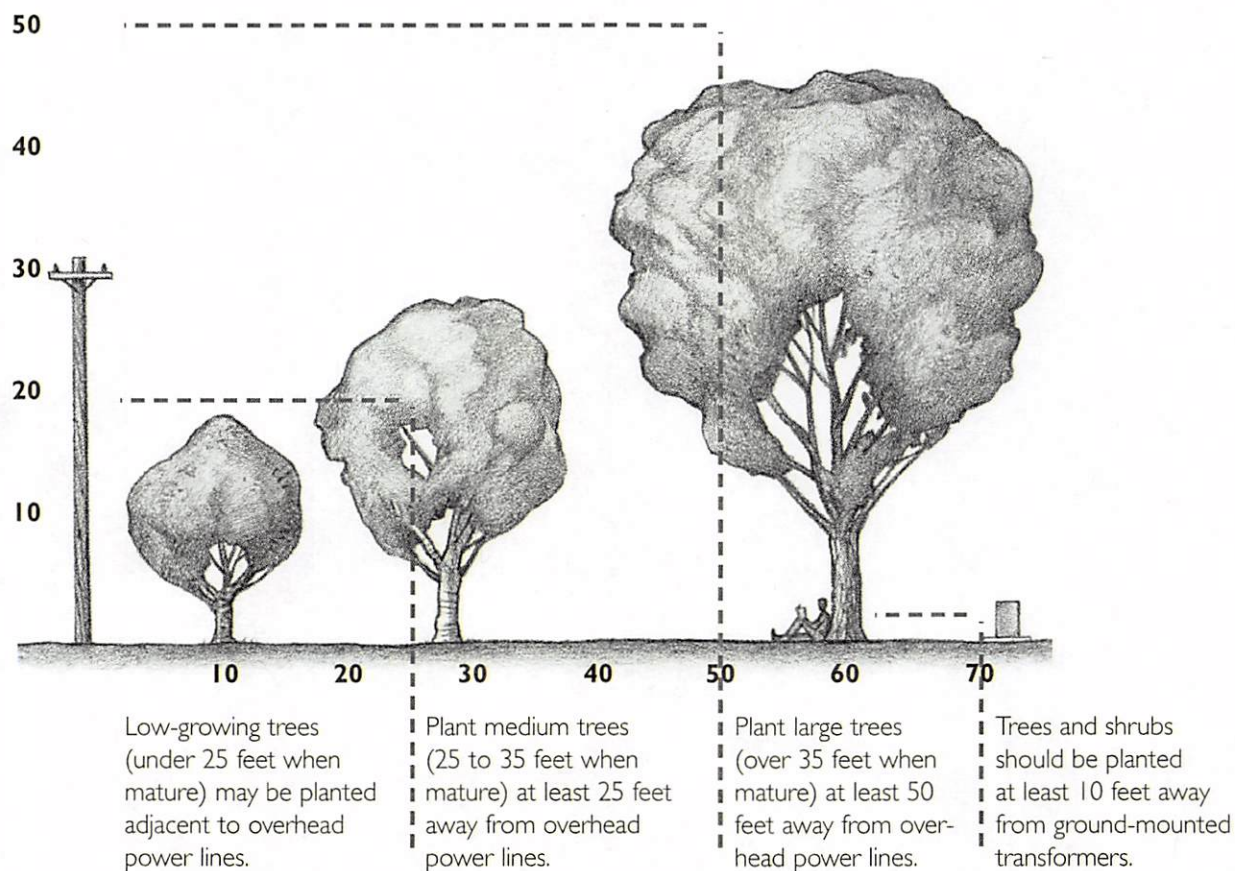 50
40
30
20
10
10 20 30 40 50 60 70
Low-growing trees
(under 25 feet when
mature) may be planted
adjacent to overhead
power lines.
Plant medium trees
(25 to 35 feet when
mature) at least 25 feet
away from overhead
power lines.
Plant large trees
(over 35 feet when
mature) at least 50
feet away from over-
head power lines.
Trees and shrubs
should be planted
at least 10 feet away
from ground-mounted
transformers.